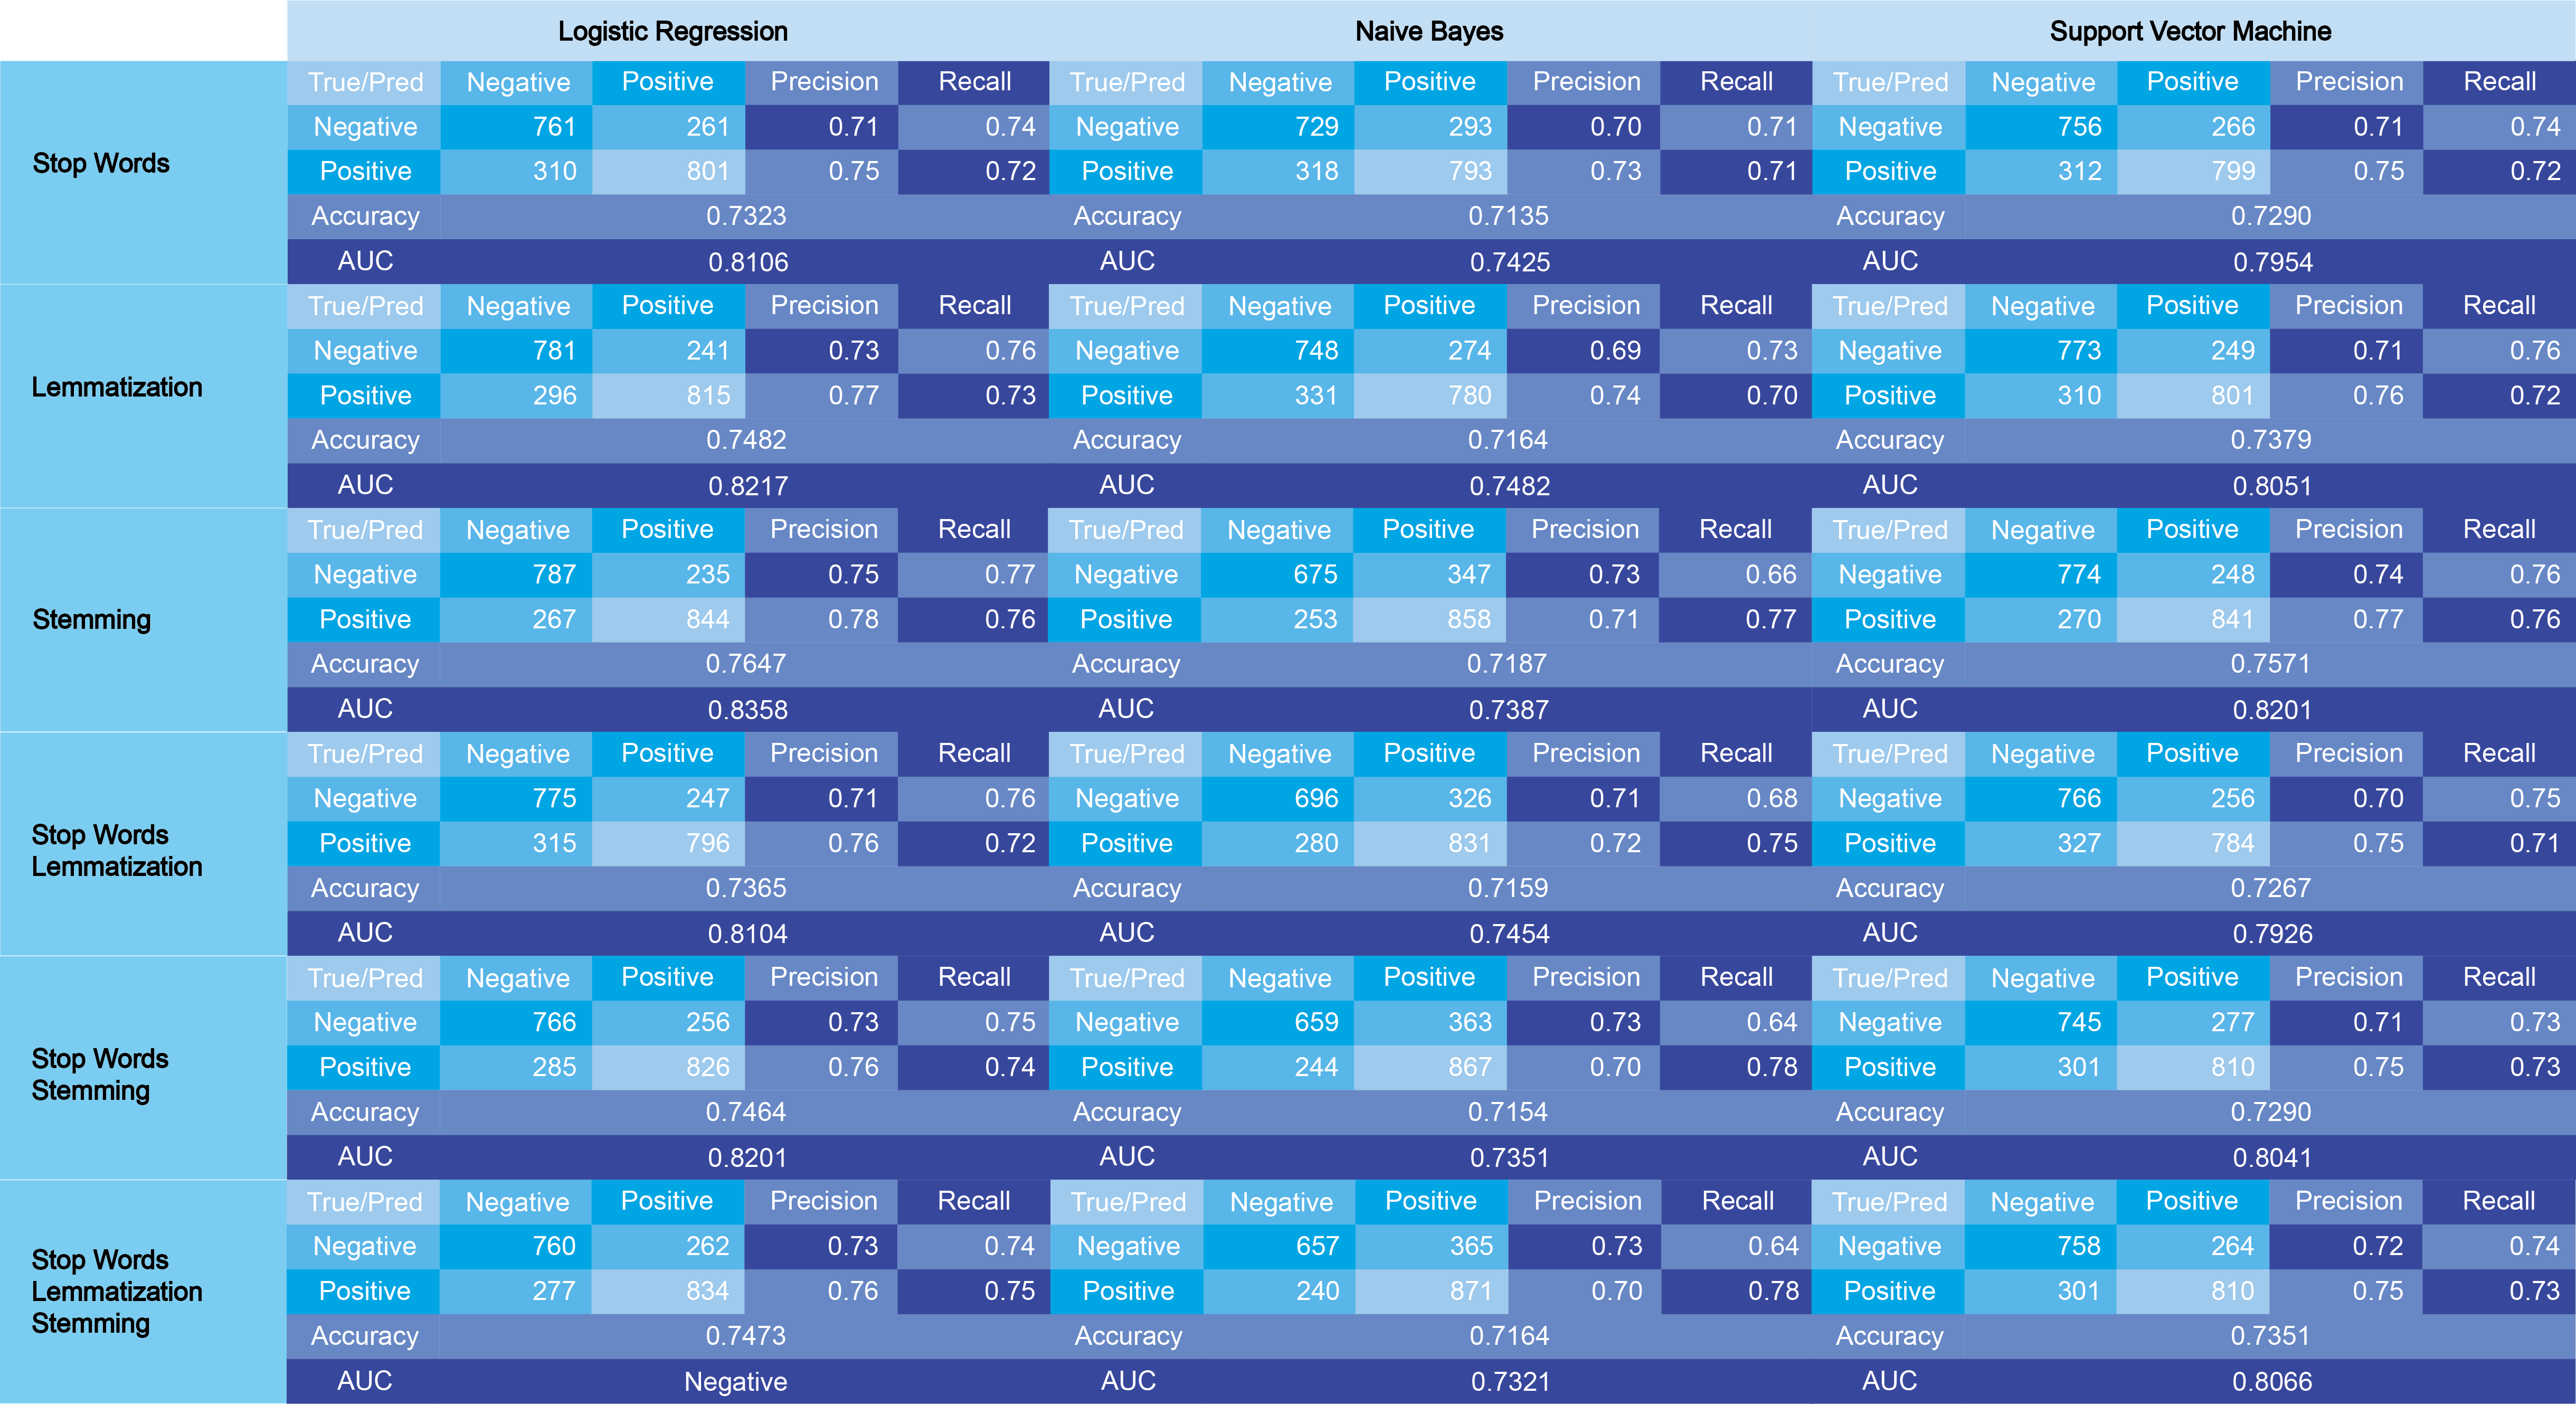 Logistic Regression Naive Bayes Support Vector Machine
True/Pred Negative Positive Precision Recall True/Pred Negative Positive Precision Recall True/Pred Negative Positive Precision Recall
Negative 761 261 0.71 0.74 Negative 729 293 0.70 0.71 Negative 756 266 0.71 0.74
Stop Words
Positive 310 801 0.75 0.72 Positive 318 793 0.73 0.71 Positive 312 799 0.75 0.72
Accuracy 0.7323 Accuracy 0.7135 Accuracy 0.7290
AUC 0.8106 AUC 0.7425 AUC 0.7954
True/Pred Negative Positive Precision Recall True/Pred Negative Positive Precision Recall True/Pred Negative Positive Precision Recall
Negative 781 241 0.73 0.76 Negative 748 274 0.69 0.73 Negative 773 249 0.71 0.76
Lemmatization
Positive 296 815 0.77 0.73 Positive 331 780 0.74 0.70 Positive 310 801 0.76 0.72
Accuracy 0.7482 Accuracy 0.7164 Accuracy 0.7379
AUC 0.8217 AUC 0.7482 AUC 0.8051
True/Pred Negative Positive Precision Recall True/Pred Negative Positive Precision Recall True/Pred Negative Positive Precision Recall
Negative 787 235 0.75 0.77 Negative 675 347 0.73 0.66 Negative 774 248 0.74 0.76
Stemming
Positive 267 844 0.78 0.76 Positive 253 858 0.71 0.77 Positive 270 841 0.77 0.76
Accuracy 0.7647 Accuracy 0.7187 Accuracy 0.7571
AUC 0.8358 AUC 0.7387 AUC 0.8201
True/Pred Negative Positive Precision Recall True/Pred Negative Positive Precision Recall True/Pred Negative Positive Precision Recall
Negative 775 247 0.71 0.76 Negative 696 326 0.71 0.68 Negative 766 256 0.70 0.75
Stop Words
Lemmatization
Positive 315 796 0.76 0.72 Positive 280 831 0.72 0.75 Positive 327 784 0.75 0.71
Accuracy 0.7365 Accuracy 0.7159 Accuracy 0.7267
AUC 0.8104 AUC 0.7454 AUC 0.7926
True/Pred Negative Positive Precision Recall True/Pred Negative Positive Precision Recall True/Pred Negative Positive Precision Recall
Negative 766 256 0.73 0.75 Negative 659 363 0.73 0.64 Negative 745 277 0.71 0.73
Stop Words
Stemming
Positive 285 826 0.76 0.74 Positive 244 867 0.70 0.78 Positive 301 810 0.75 0.73
Accuracy 0.7464 Accuracy 0.7154 Accuracy 0.7290
AUC 0.8201 AUC 0.7351 AUC 0.8041
True/Pred Negative Positive Precision Recall True/Pred Negative Positive Precision Recall True/Pred Negative Positive Precision Recall
Negative 760 262 0.73 0.74 Negative 657 365 0.73 0.64 Negative 758 264 0.72 0.74
Stop Words
Lemmatization
Stemming
Positive 277 834 0.76 0.75 Positive 240 871 0.70 0.78 Positive 301 810 0.75 0.73
Accuracy 0.7473 Accuracy 0.7164 Accuracy 0.7351
AUC Negative AUC 0.7321 AUC 0.8066